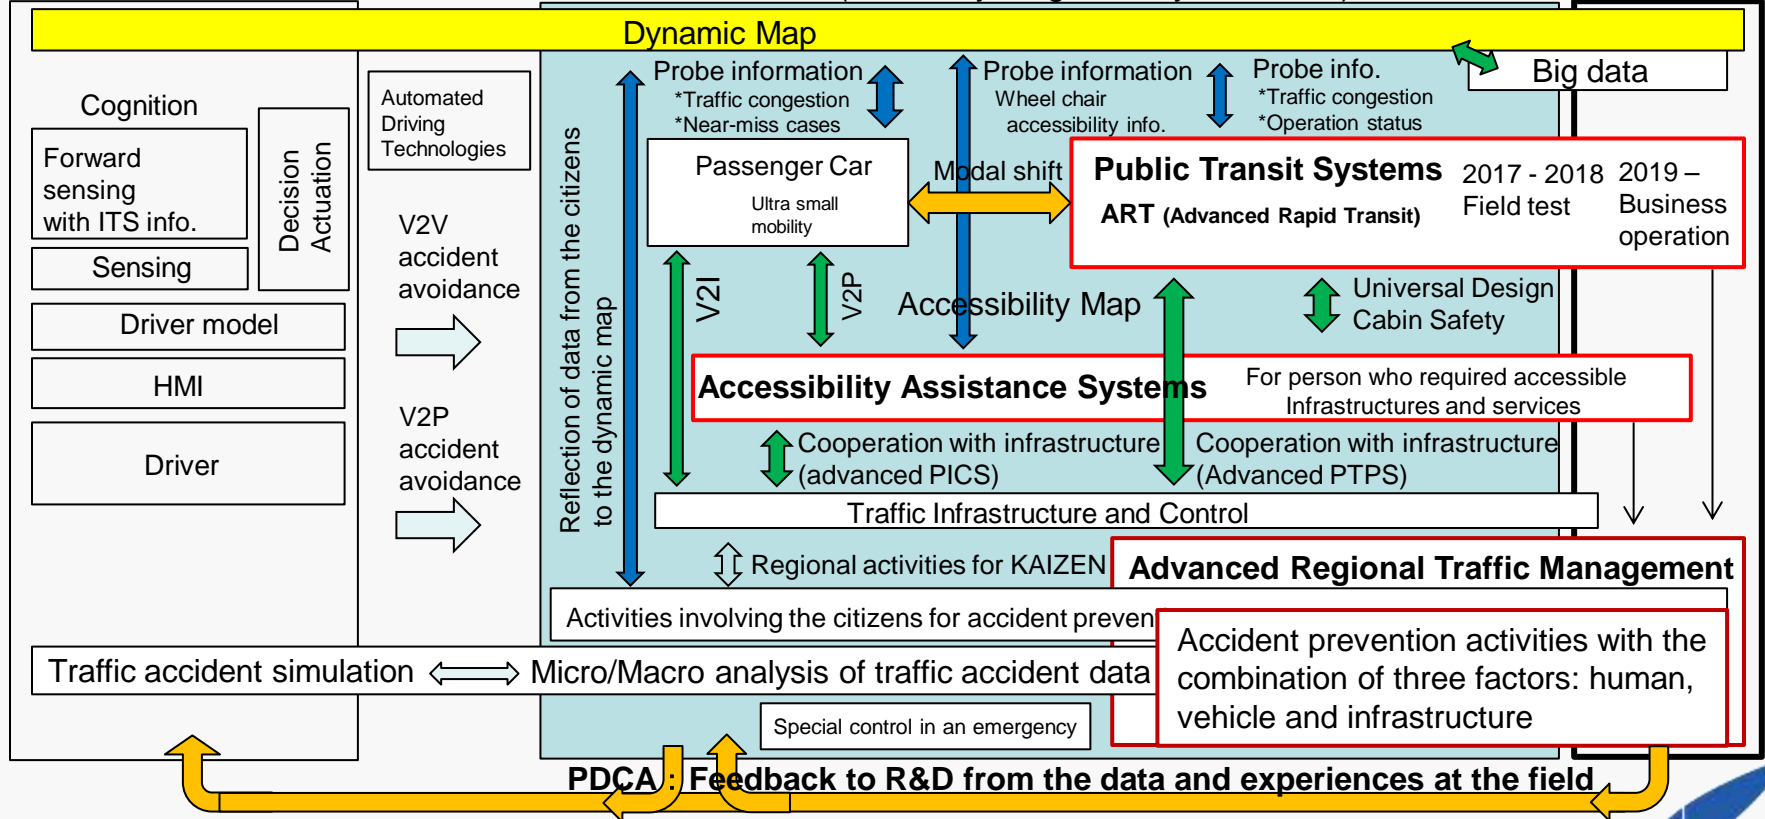 Dynamic Map
Big data
Cognition
Forward
sensing
with ITS info.
Decision
Actuation
Sensing
Driver model
HMI
Driver
Automated
Driving
Technologies
V2V
accident
avoidance
V2P
accident
avoidance
Reflection of data from the citizens
to the dynamic map
Probe information
*Traffic congestion
*Near-miss cases
Probe information
Wheel chair
accessibility info.
Probe info.
*Traffic congestion
*Operation status
Passenger Car
Ultra small
mobility
Modal shift
Public Transit Systems
ART (Advanced Rapid Transit)
2017 - 2018
Field test
2019 –
Business
operation
V2I
V2P
Accessibility Map
Universal Design
Cabin Safety
Accessibility Assistance Systems
For person who required accessible
Infrastructures and services
Cooperation with infrastructure
(advanced PICS)
Cooperation with infrastructure
(Advanced PTPS)
Traffic Infrastructure and Control
Regional activities for KAIZEN
Advanced Regional Traffic Management
Activities involving the citizens for accident preven
Accident prevention activities with the
combination of three factors: human,
vehicle and infrastructure
Traffic accident simulation
Micro/Macro analysis of traffic accident data
Special control in an emergency
PDCA : Feedback to R&D from the data and experiences at the field